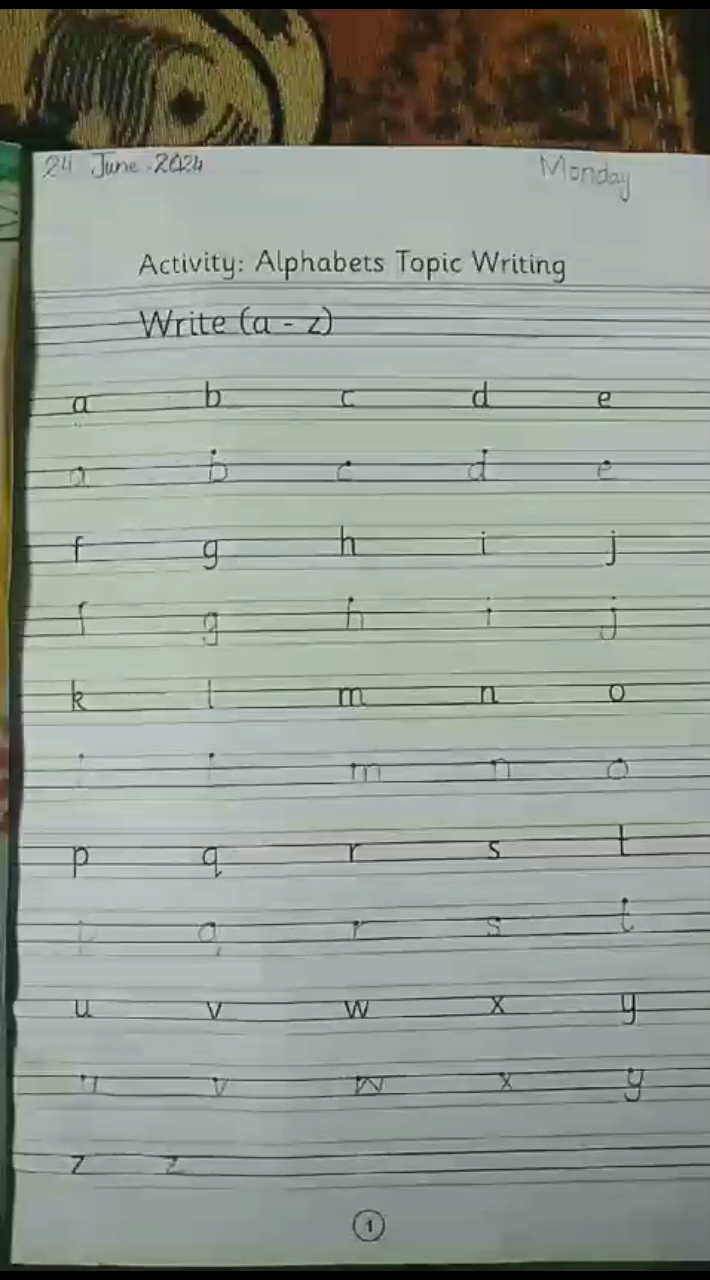 24 June 2024 Monday
Activity: Alphabets Topic Writing
Write (a - z)
a b c d e
a b c d e
f g h i j
f g h i j
k l m n o
l m n o
p q r s t
q r s t
u v w x y
u v w x y
z z
1